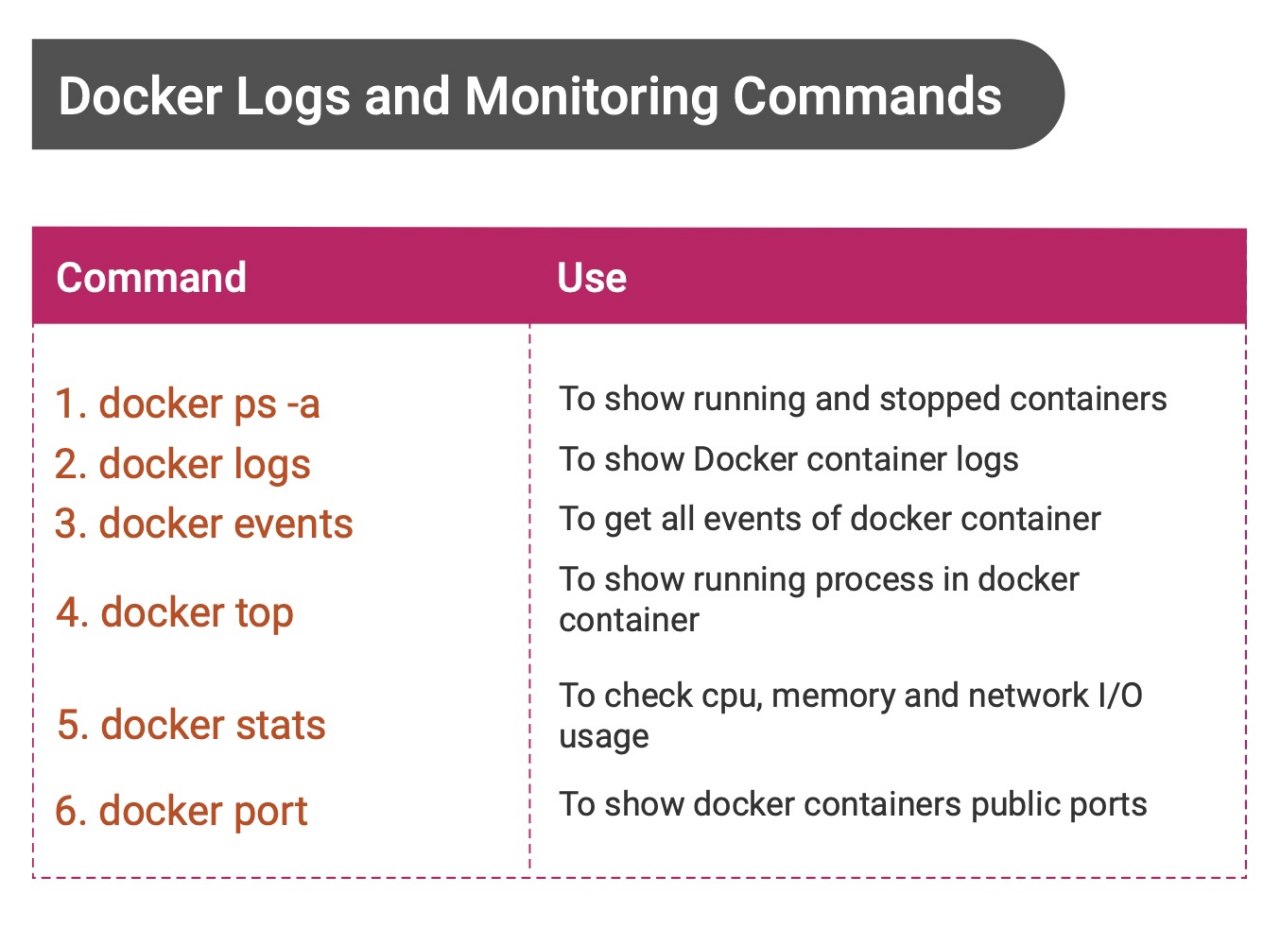 Docker Logs and Monitoring Commands
Command Use
1. docker ps -a To show running and stopped containers
2. docker logs To show Docker container logs
3. docker events To get all events of docker container
4. docker top To show running process in docker
container
5. docker stats To check cpu, memory and network I/O
usage
6. docker port To show docker containers public ports